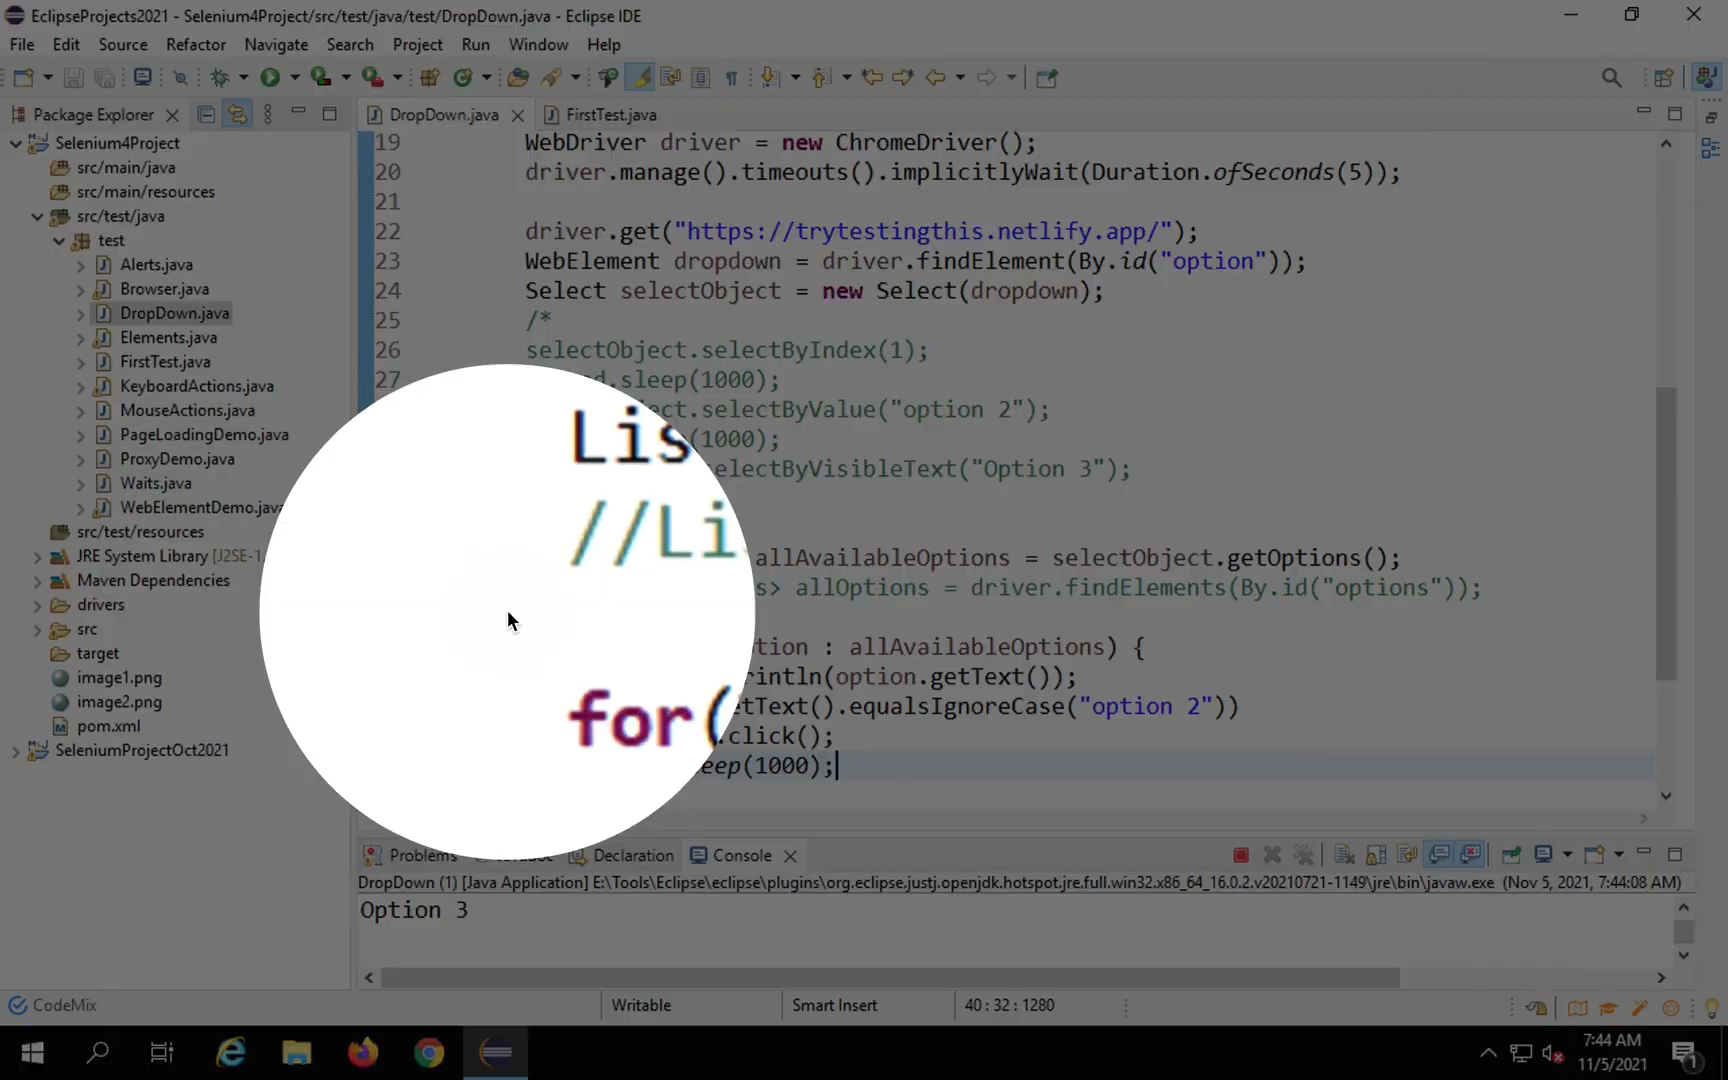 EclipseProjects2021 - Selenium4Project/src/test/java/test/DropDown.java - Eclipse IDE
File Edit Source Refactor Navigate Search Project Run Window Help
Package Explorer
Selenium4Project
src/main/java
src/main/resources
src/test/java
test
Alerts.java
Browser.java
DropDown.java
Elements.java
FirstTest.java
KeyboardActions.java
MouseActions.java
PageLoadingDemo.java
ProxyDemo.java
Waits.java
WebElementDemo.java
src/test/resources
JRE System Library [J2SE-1
Maven Dependencies
drivers
src
target
image1.png
image2.png
pom.xml
SeleniumProjectOct2021
DropDown.java FirstTest.java
19 WebDriver driver = new ChromeDriver();
20 driver.manage().timeouts().implicitlyWait(Duration.ofSeconds(5));
21
22 driver.get("https://trytestingthis.netlify.app/");
23 WebElement dropdown = driver.findElement(By.id("option"));
24 Select selectObject = new Select(dropdown);
25 /*
26 selectObject.selectByIndex(1);
27 d.sleep(1000);
ct.selectByValue("option 2");
(1000);
electByVisibleText("Option 3");
Lis
//Li
allAvailableOptions = selectObject.getOptions();
s> allOptions = driver.findElements(By.id("options"));
for(
tion : allAvailableOptions) {
rintln(option.getText());
etText().equalsIgnoreCase("option 2"))
.click();
eep(1000);
Problems Declaration Console
DropDown (1) [Java Application] E:\Tools\Eclipse\eclipse\plugins\org.eclipse.justj.openjdk.hotspot.jre.full.win32.x86_64_16.0.2.v20210721-1149\jre\bin\javaw.exe (Nov 5, 2021, 7:44:08 AM)
Option 3
CodeMix Writable Smart Insert 40 : 32 : 1280
7:44 AM
11/5/2021
1